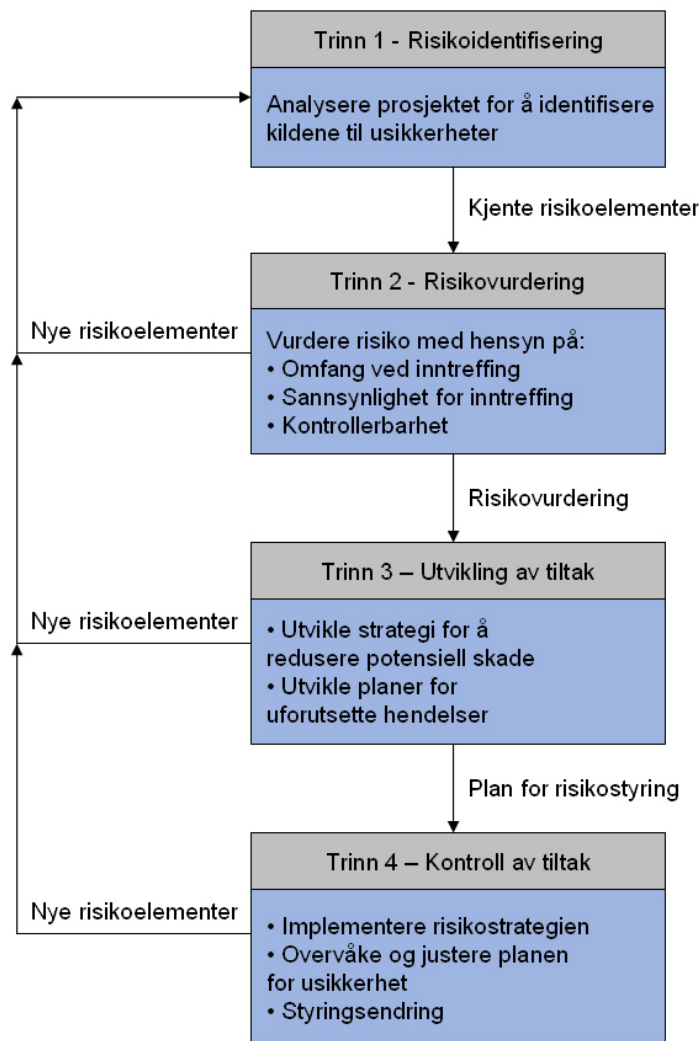 Trinn 1 - Risikoidentifisering
Analysere prosjektet for å identifisere
kildene til usikkerheter
Kjente risikoelementer
Trinn 2 - Risikovurdering
Nye risikoelementer
Vurdere risiko med hensyn på:
• Omfang ved inntreffing
• Sannsynlighet for inntreffing
• Kontrollerbarhet
Risikovurdering
Trinn 3 – Utvikling av tiltak
Nye risikoelementer
• Utvikle strategi for å
redusere potensiell skade
• Utvikle planer for
uforutsette hendelser
Plan for risikostyring
Trinn 4 – Kontroll av tiltak
Nye risikoelementer
• Implementere risikostrategien
• Overvåke og justere planen
for usikkerhet
• Styringsendring